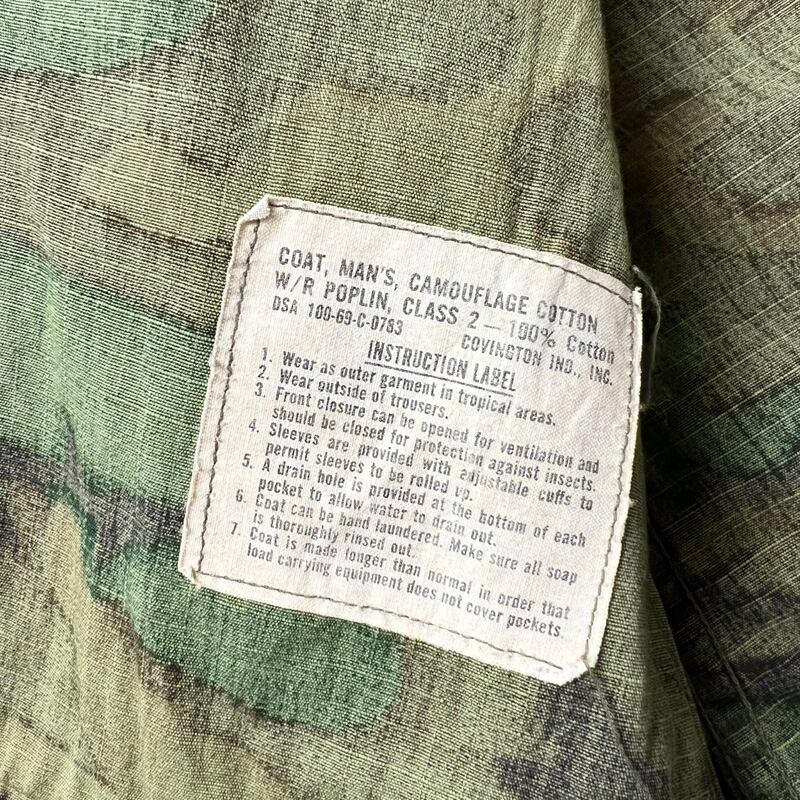 COAT, MAN'S, CAMOUFLAGE COTTON
W/R POPLIN, CLASS 2 — 100% Cotton
DSA 100-69-C-0763 COVINGTON IND., INC.
INSTRUCTION LABEL
1. Wear as outer garment in tropical areas.
2. Wear outside of trousers.
3. Front closure can be opened for ventilation and
should be closed for protection against insects.
4. Sleeves are provided with adjustable cuffs to
permit sleeves to be rolled up.
5. A drain hole is provided at the bottom of each
pocket to allow water to drain out.
6. Coat can be hand laundered. Make sure all soap
is thoroughly rinsed out.
7. Coat is made longer than normal in order that
load carrying equipment does not cover pockets.